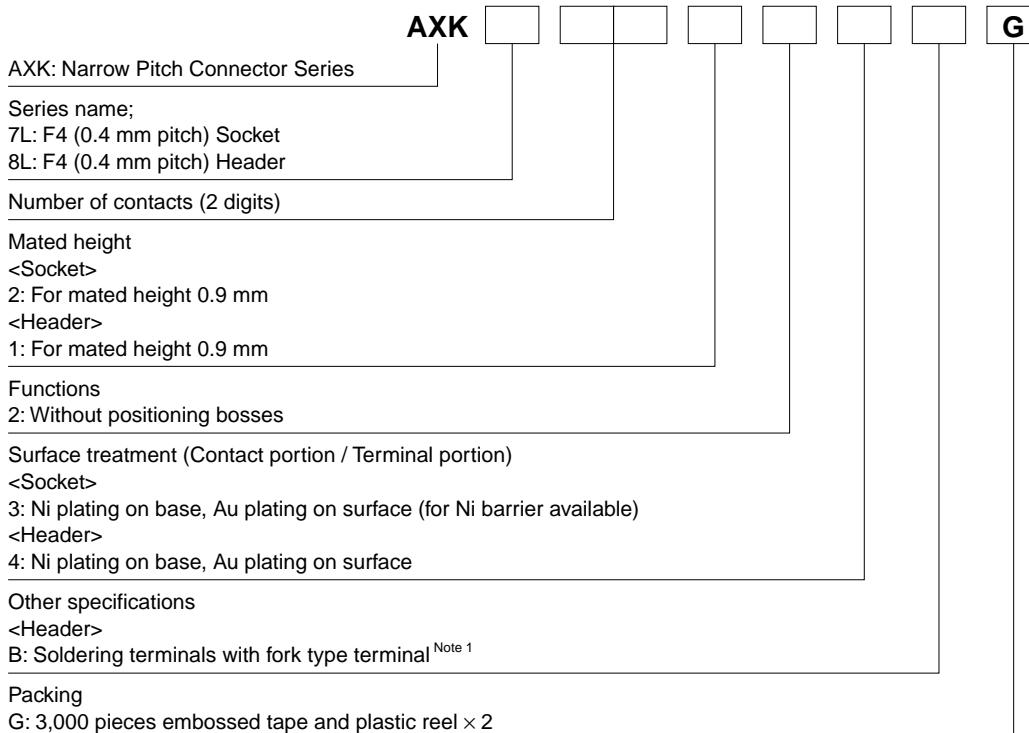 AXK G
AXK: Narrow Pitch Connector Series
Series name;
7L: F4 (0.4 mm pitch) Socket
8L: F4 (0.4 mm pitch) Header
Number of contacts (2 digits)
Mated height
<Socket>
2: For mated height 0.9 mm
<Header>
1: For mated height 0.9 mm
Functions
2: Without positioning bosses
Surface treatment (Contact portion / Terminal portion)
<Socket>
3: Ni plating on base, Au plating on surface (for Ni barrier available)
<Header>
4: Ni plating on base, Au plating on surface
Other specifications
<Header>
B: Soldering terminals with fork type terminal Note 1
Packing
G: 3,000 pieces embossed tape and plastic reel × 2